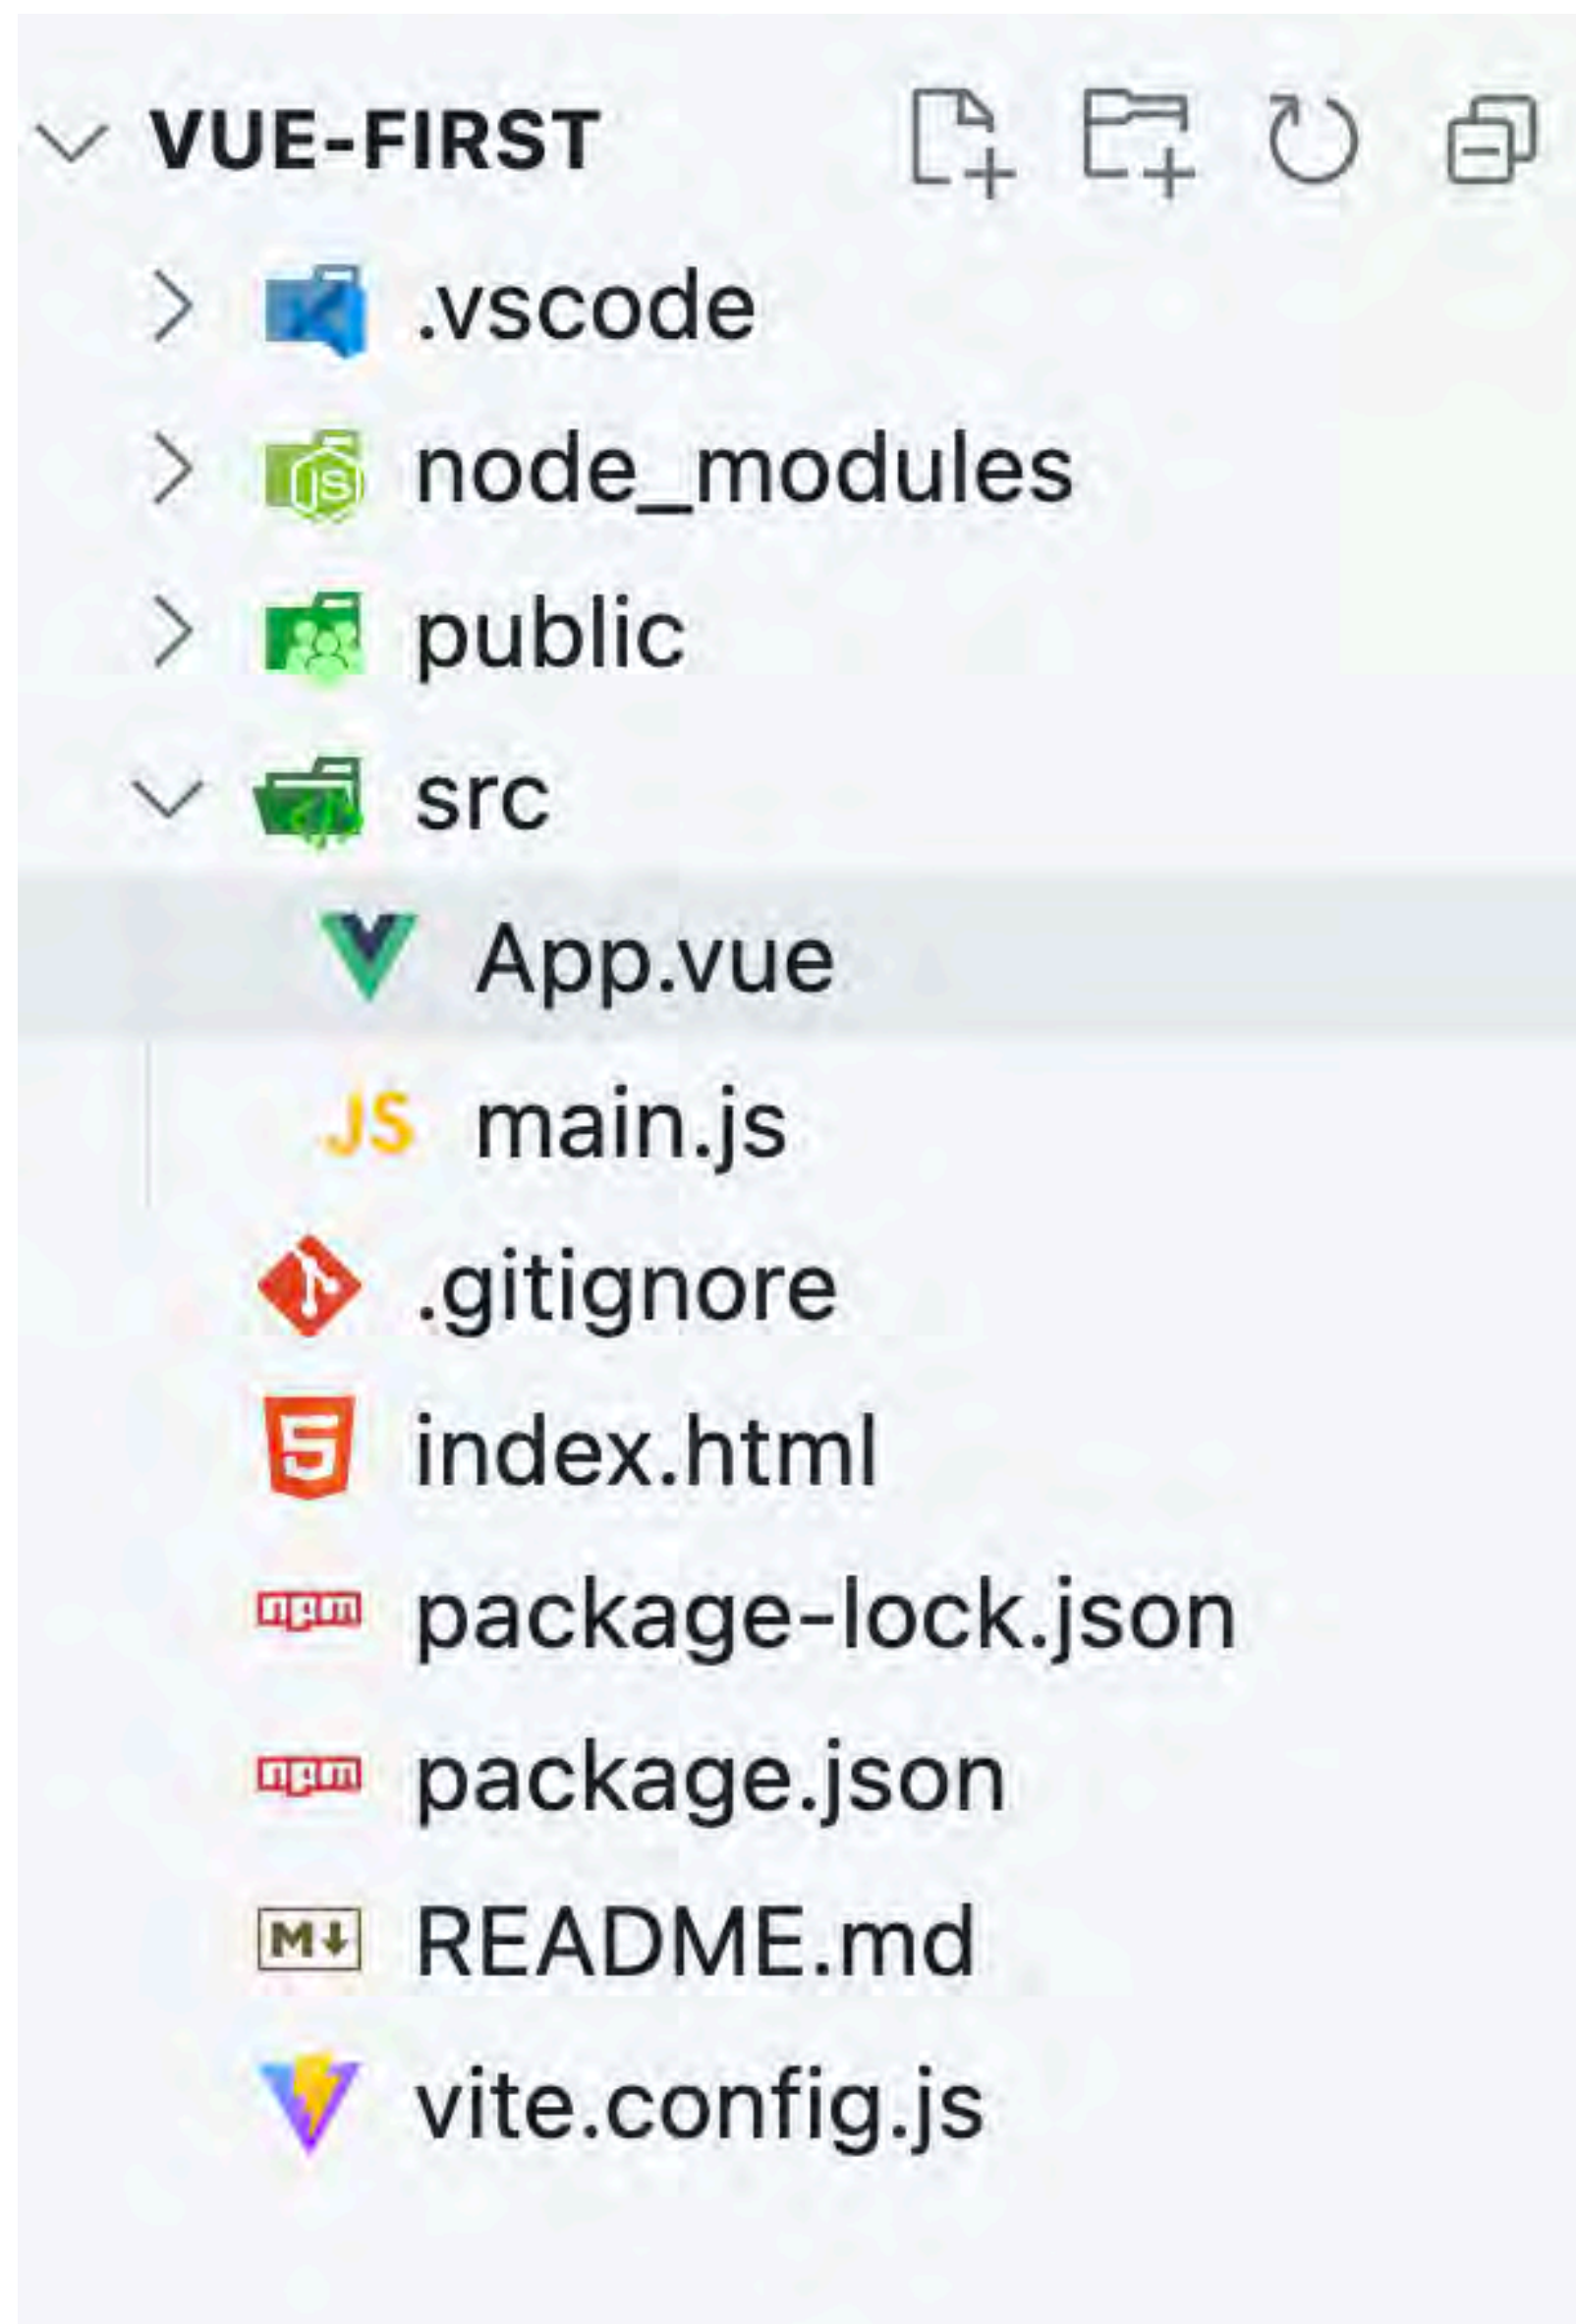 VUE-FIRST
.vscode
node_modules
public
src
App.vue
JS main.js
.gitignore
index.html
npm package-lock.json
npm package.json
M README.md
vite.config.js